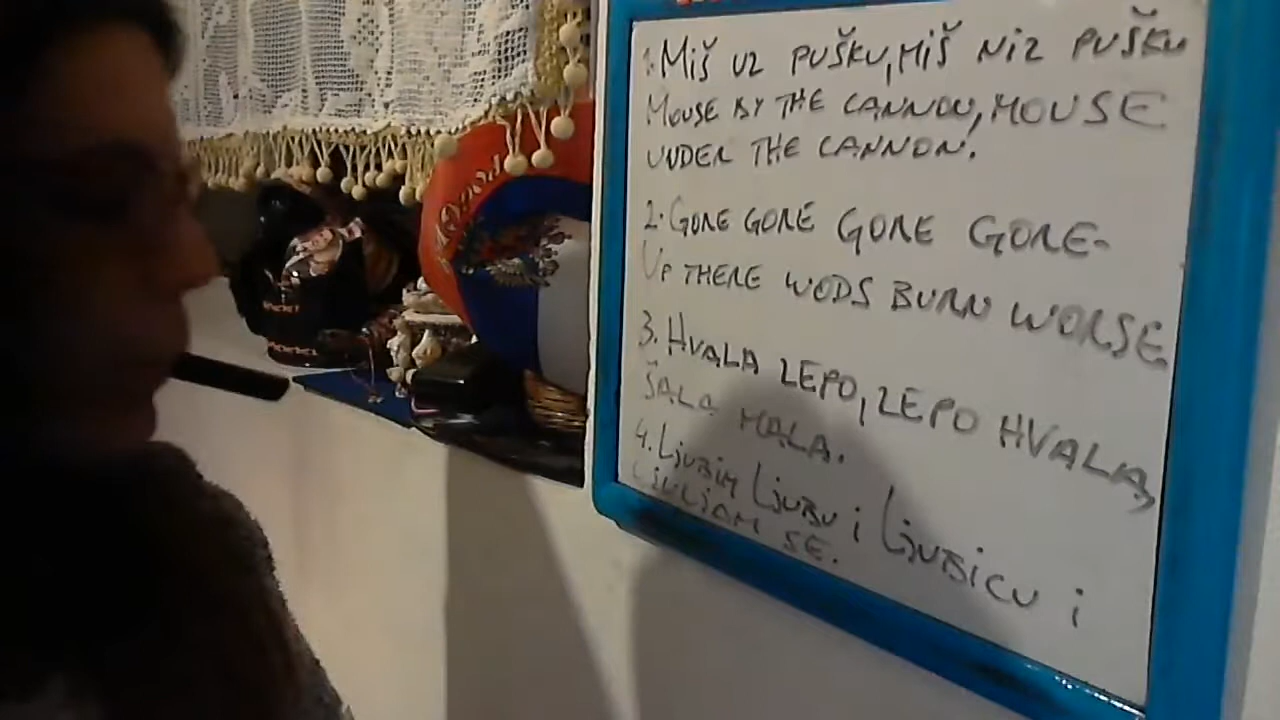 1. Miš uz pušku, miš niz pušku
Mouse by the cannon, mouse
under the cannon.
2. Gore gore gore gore-
Up there wods burn worse
3. Hvala lepo, lepo hvala,
Šala mala.
4. Ljubim Ljubu i Ljubicu i
ljuljam se.